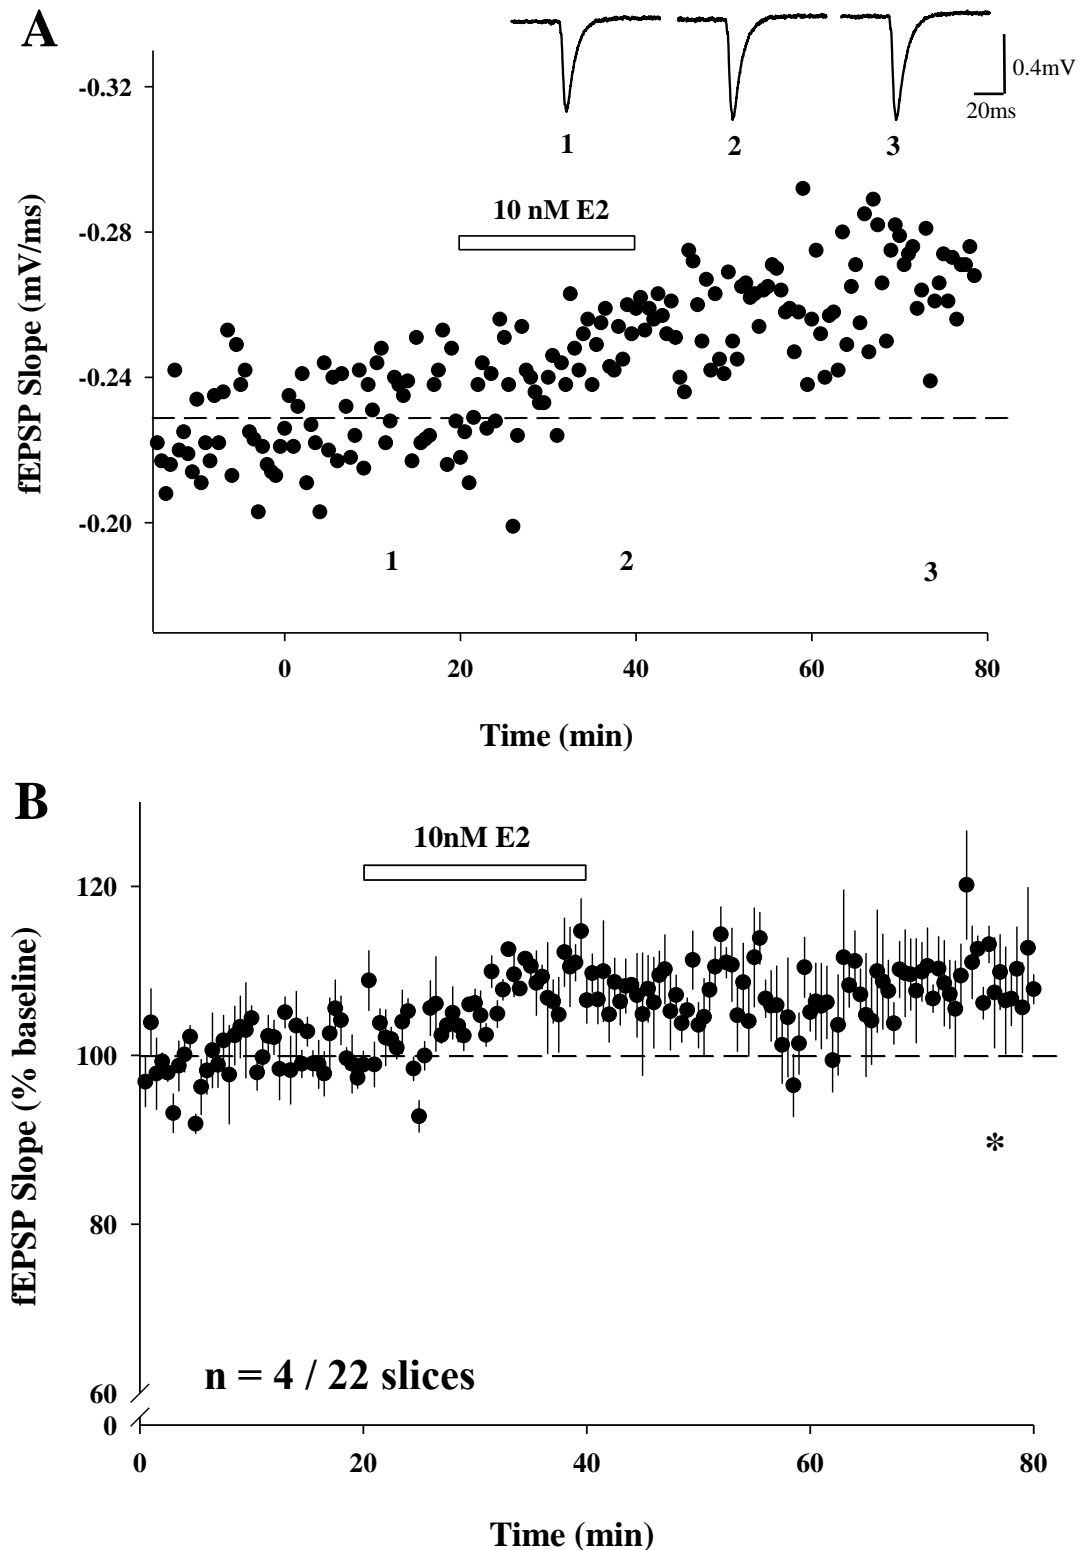 A
0.4mV
20ms
1 2 3
-0.32
-0.28
-0.24
-0.20
fEPSP Slope (mV/ms)
10 nM E2
1 2 3
0 20 40 60 80
Time (min)
B
10nM E2
120
100
80
60
0
fEPSP Slope (% baseline)
*
n = 4 / 22 slices
0 20 40 60 80
Time (min)